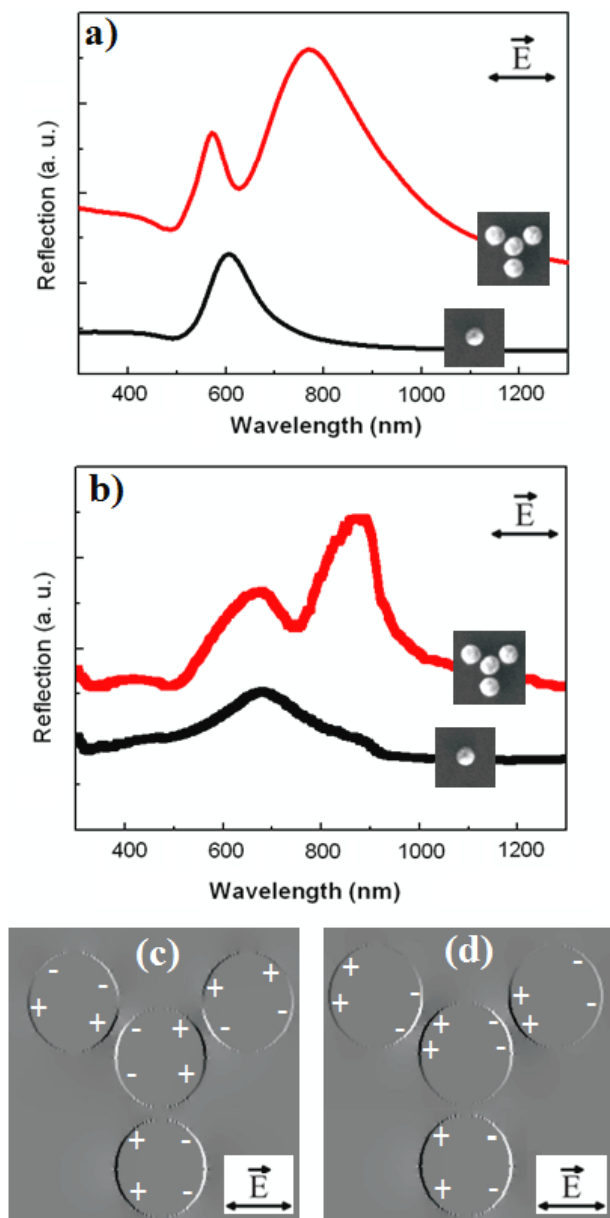 a)
E
Reflection (a. u.)
400 600 800 1000 1200
Wavelength (nm)
b)
E
Reflection (a. u.)
400 600 800 1000 1200
Wavelength (nm)
(c) (d)
- + + +
+ - + - + - + -
+ - + - - + + - + -
- + + -
+ - + -
+ - + -
E E